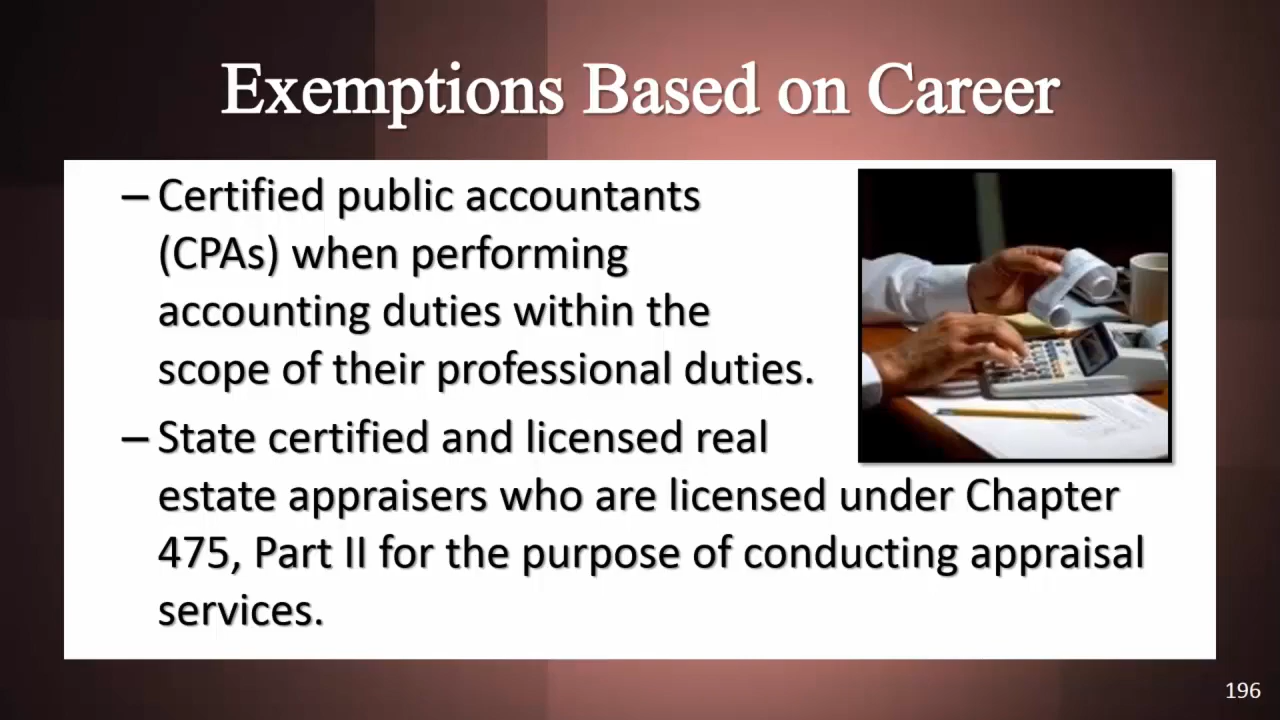 Exemptions Based on Career
– Certified public accountants
(CPAs) when performing
accounting duties within the
scope of their professional duties.
– State certified and licensed real
estate appraisers who are licensed under Chapter
475, Part II for the purpose of conducting appraisal
services.
196